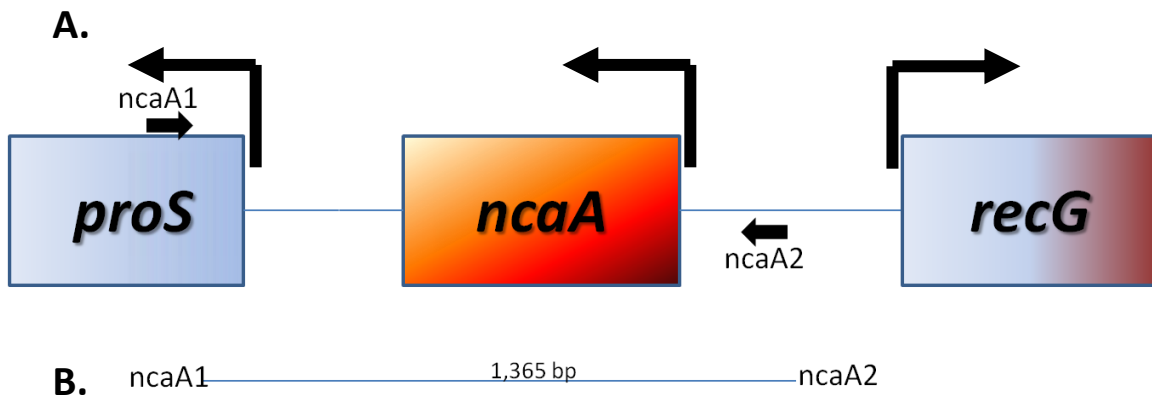 A.
ncaA1
proS
ncaA
recG
ncaA2
B.
ncaA1
1,365 bp
ncaA2